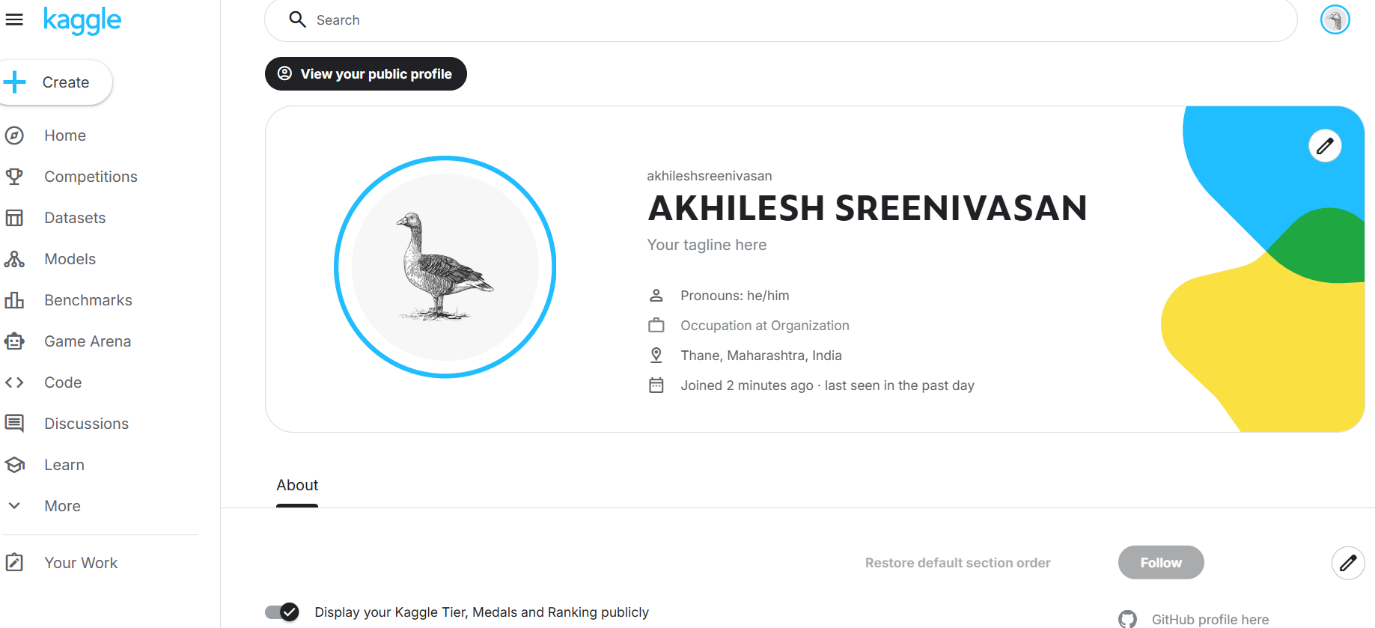 kaggle
Search
View your public profile
Create
Home
Competitions
Datasets
Models
Benchmarks
Game Arena
Code
Discussions
Learn
More
Your Work
akhileshsreenivasan
AKHILESH SREENIVASAN
Your tagline here
Pronouns: he/him
Occupation at Organization
Thane, Maharashtra, India
Joined 2 minutes ago · last seen in the past day
About
Restore default section order
Follow
Display your Kaggle Tier, Medals and Ranking publicly
GitHub profile here